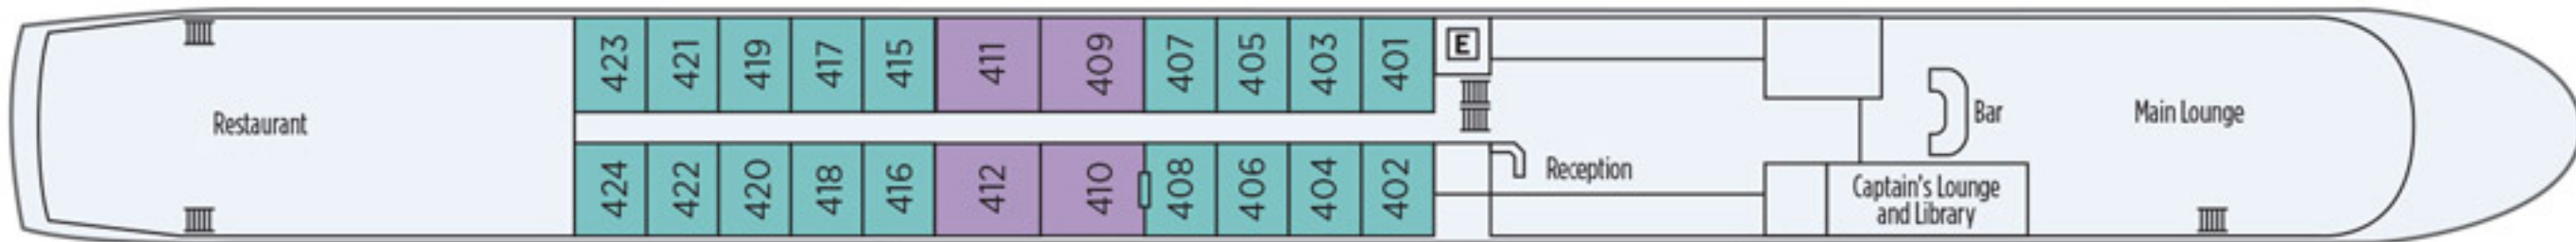 Restaurant
423 421 419 417 415 411 409 407 405 403 401
E
424 422 420 418 416 412 410 408 406 404 402
Reception
Bar
Main Lounge
Captain's Lounge
and Library